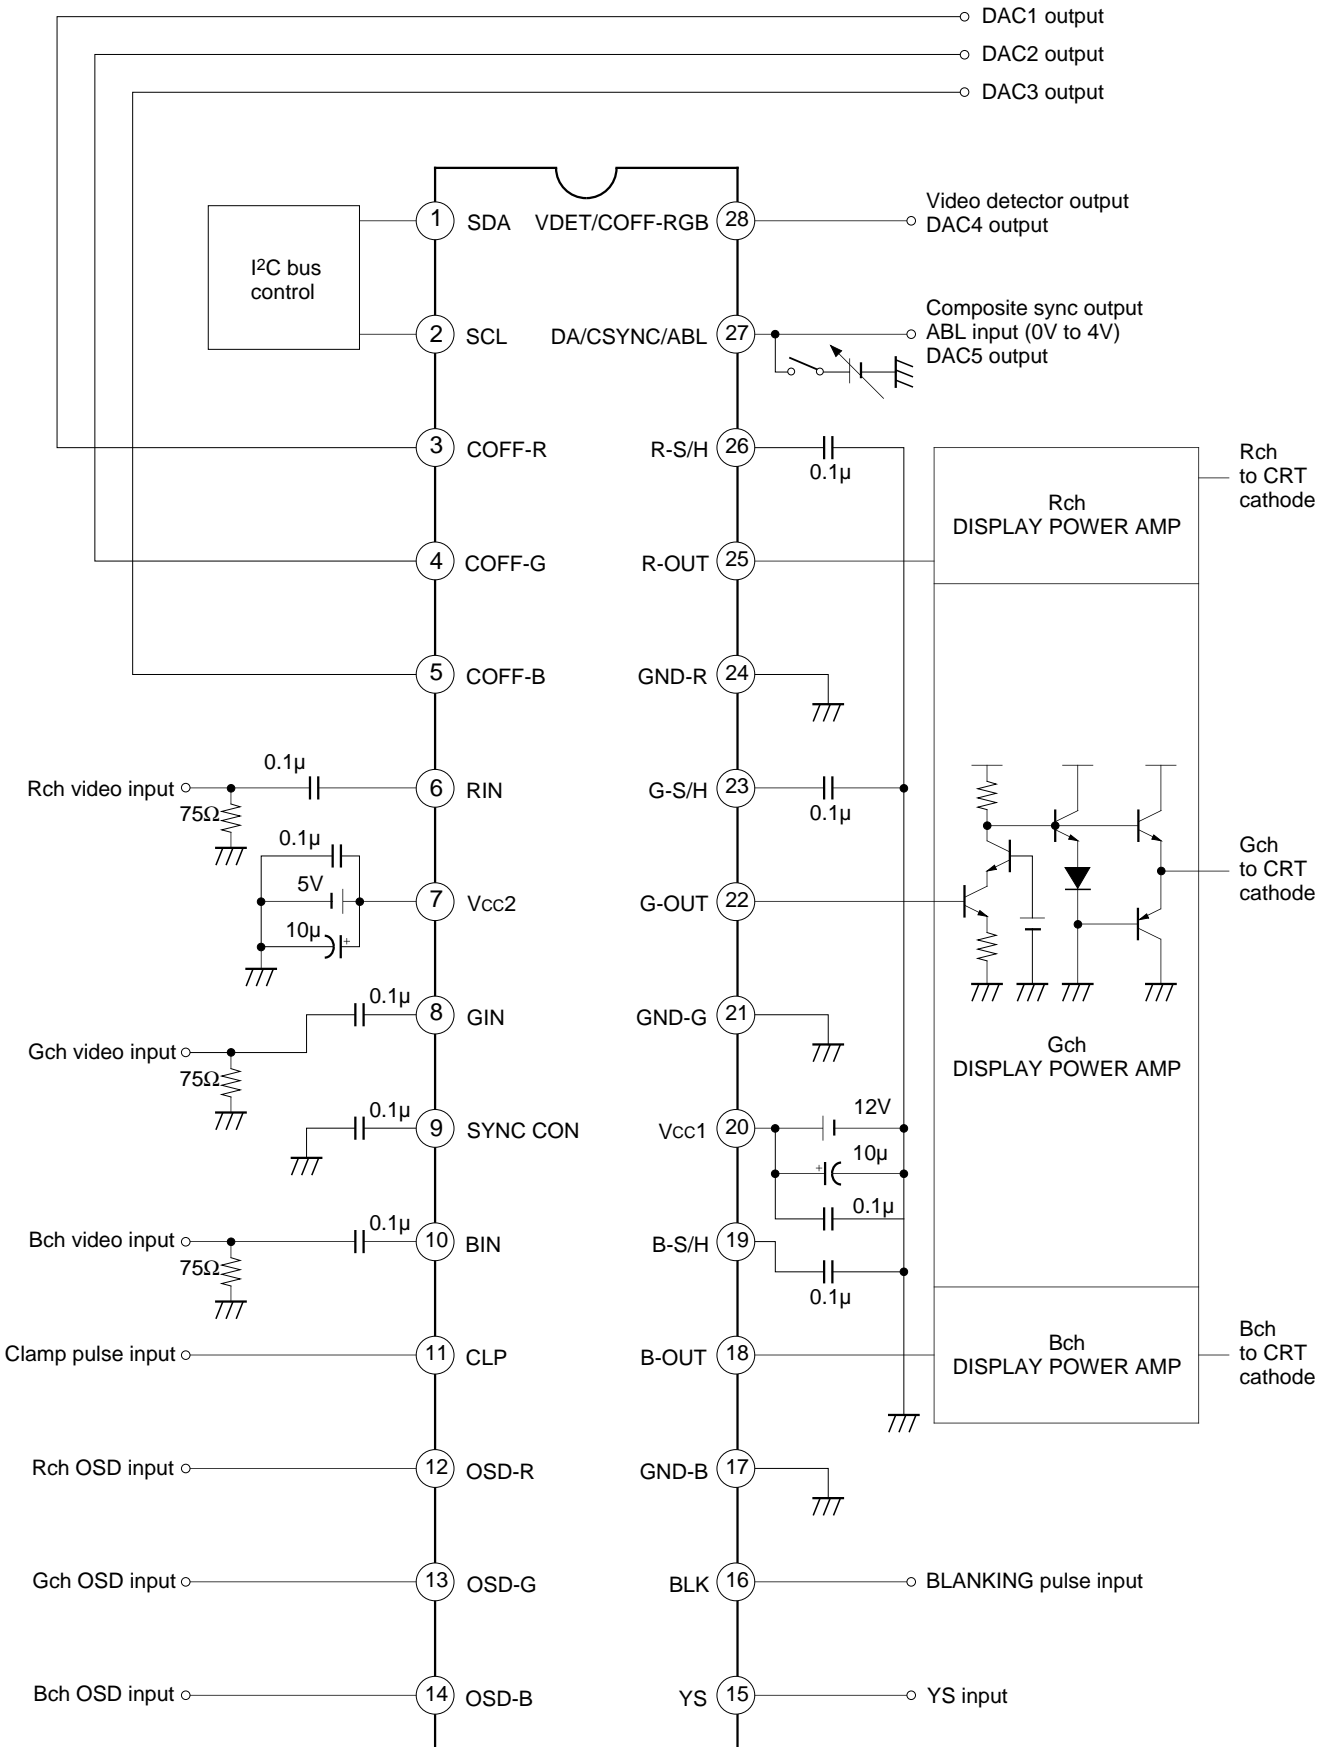 DAC1 output
DAC2 output
DAC3 output
I²C bus
control
1 SDA
VDET/COFF-RGB 28
Video detector output
DAC4 output
2 SCL
DA/CSYNC/ABL 27
Composite sync output
ABL input (0V to 4V)
DAC5 output
3 COFF-R
R-S/H 26
0.1µ
Rch
DISPLAY POWER AMP
Rch
to CRT
cathode
4 COFF-G
R-OUT 25
5 COFF-B
GND-R 24
Rch video input
0.1µ
75Ω
6 RIN
G-S/H 23
0.1µ
0.1µ
5V
10µ
+
7 VCC2
G-OUT 22
Gch
to CRT
cathode
Gch video input
0.1µ
75Ω
8 GIN
GND-G 21
Gch
DISPLAY POWER AMP
0.1µ
9 SYNC CON
VCC1 20
12V
10µ
+
0.1µ
Bch video input
0.1µ
75Ω
10 BIN
B-S/H 19
0.1µ
Clamp pulse input
11 CLP
B-OUT 18
Bch
DISPLAY POWER AMP
Bch
to CRT
cathode
Rch OSD input
12 OSD-R
GND-B 17
Gch OSD input
13 OSD-G
BLK 16
BLANKING pulse input
Bch OSD input
14 OSD-B
YS 15
YS input